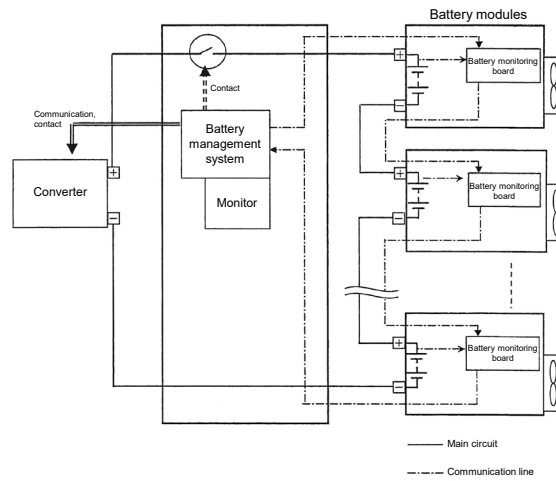 Battery modules
+
Battery monitoring
board
Contact
−
Communication,
contact
Battery
management
system
Converter
+
−
Monitor
+
Battery monitoring
board
−
+
Battery monitoring
board
−
Main circuit
Communication line